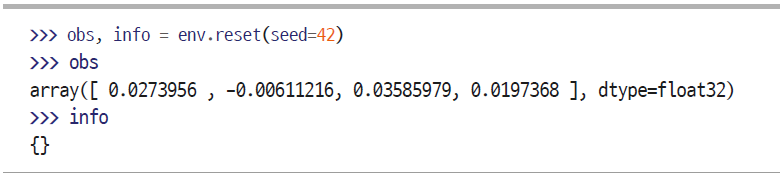 >>> obs, info = env.reset(seed=42)
>>> obs
array([ 0.0273956 , -0.00611216, 0.03585979, 0.0197368 ], dtype=float32)
>>> info
{}